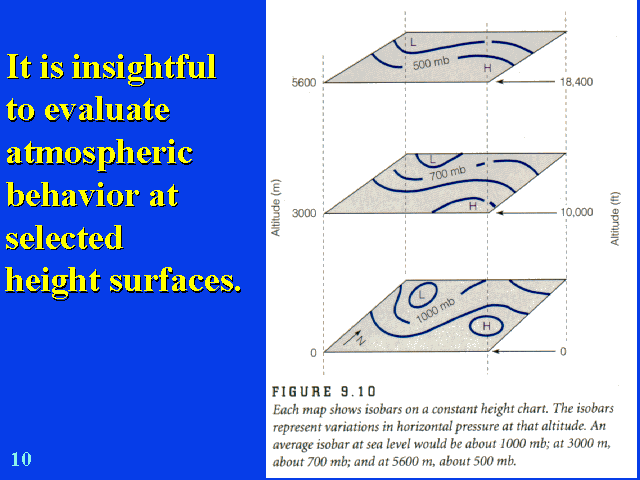 It is insightful
to evaluate
atmospheric
behavior at
selected
height surfaces.
10
L
500 mb
H
5600
18,400
L
700 mb
H
3000
10,000
Altitude (m)
Altitude (ft)
L
1000 mb
H
N
0
0
FIGURE 9.10
Each map shows isobars on a constant height chart. The isobars
represent variations in horizontal pressure at that altitude. An
average isobar at sea level would be about 1000 mb; at 3000 m,
about 700 mb; and at 5600 m, about 500 mb.